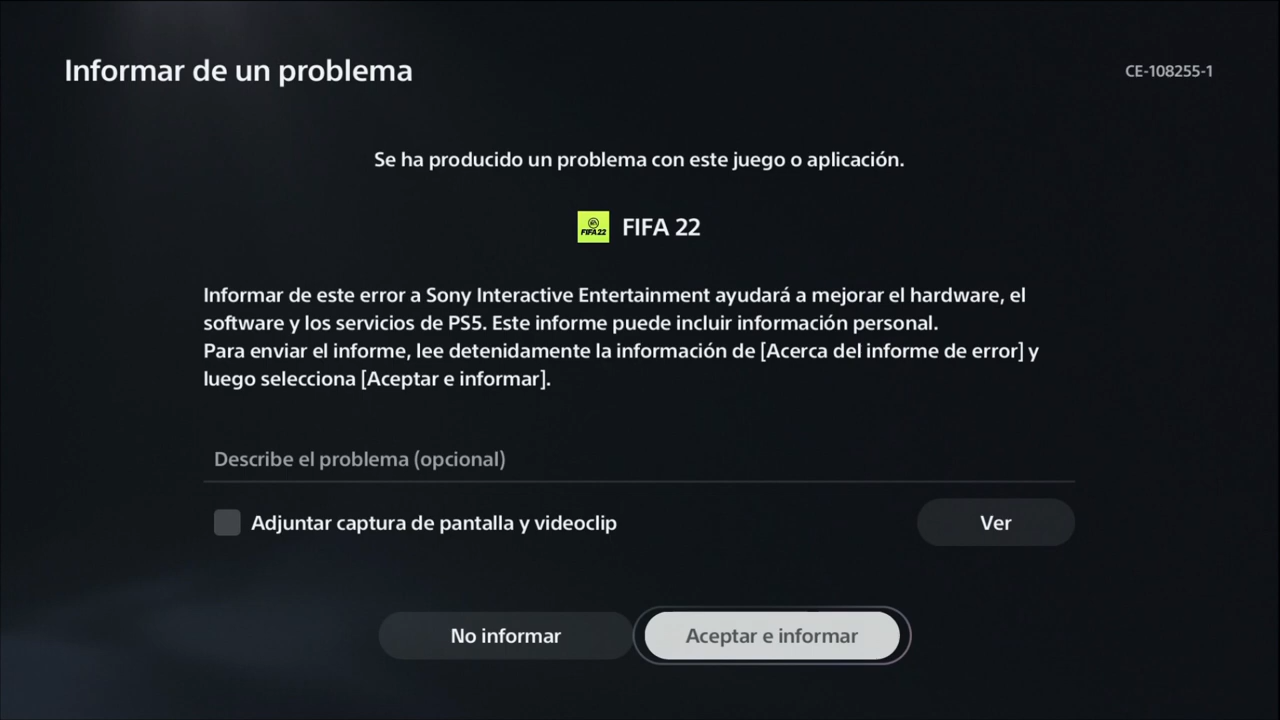 Informar de un problema
CE-108255-1
Se ha producido un problema con este juego o aplicación.
FIFA 22
FIFA 22
Informar de este error a Sony Interactive Entertainment ayudará a mejorar el hardware, el
software y los servicios de PS5. Este informe puede incluir información personal.
Para enviar el informe, lee detenidamente la información de [Acerca del informe de error] y
luego selecciona [Aceptar e informar].
Describe el problema (opcional)
Adjuntar captura de pantalla y videoclip
Ver
No informar
Aceptar e informar